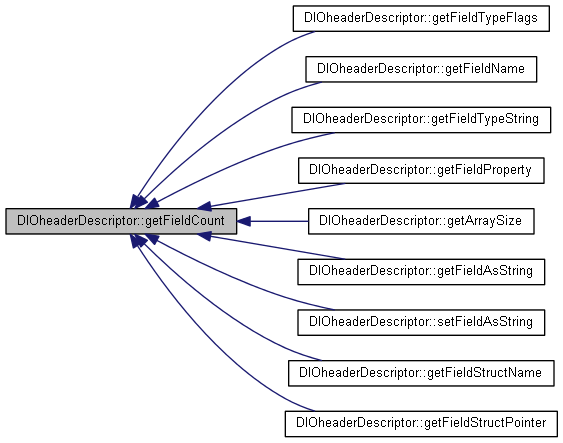 DIOheaderDescriptor::getFieldTypeFlags
DIOheaderDescriptor::getFieldName
DIOheaderDescriptor::getFieldTypeString
DIOheaderDescriptor::getFieldProperty
DIOheaderDescriptor::getFieldCount
DIOheaderDescriptor::getArraySize
DIOheaderDescriptor::getFieldAsString
DIOheaderDescriptor::setFieldAsString
DIOheaderDescriptor::getFieldStructName
DIOheaderDescriptor::getFieldStructPointer